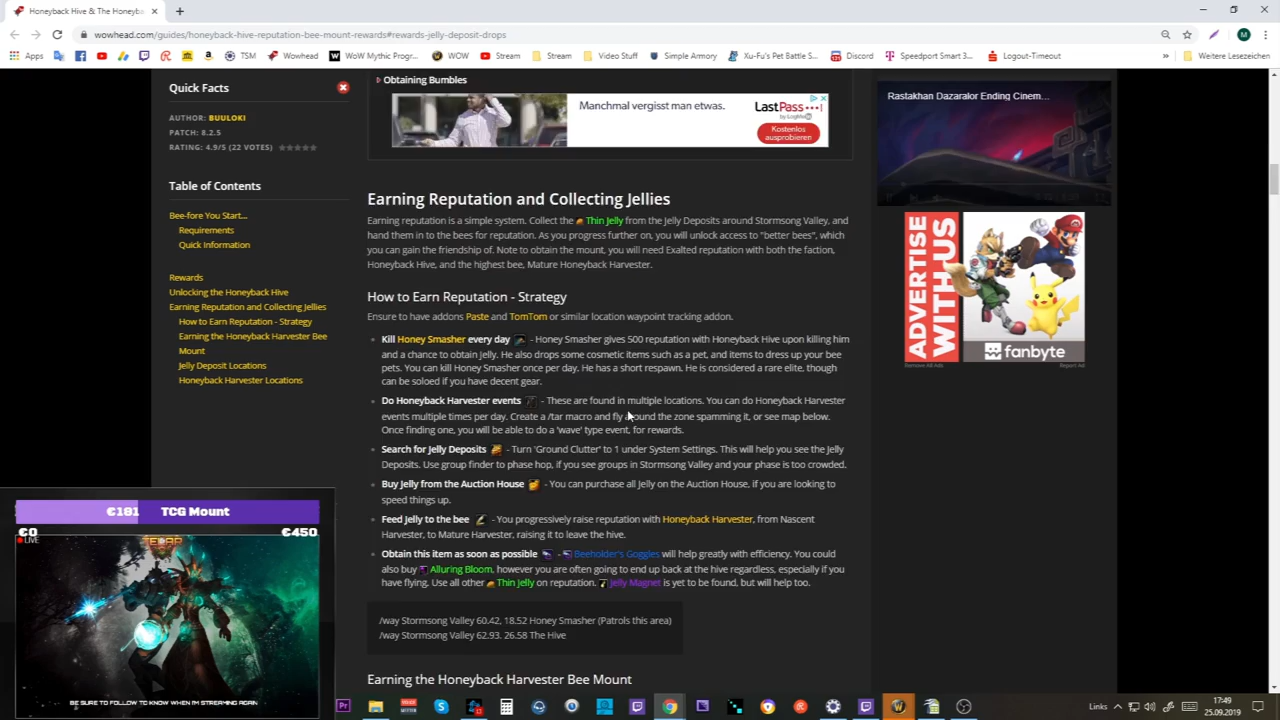 Honeyback Hive & The Honeyb
wowhead.com/guides/honeyback-hive-reputation-bee-mount-rewards#rewards-jelly-deposit-drops
Apps TSM Wowhead WoW Mythic Progr... WOW Stream Stream Video Stuff Simple Armory Xu-Fu's Pet Battle S... Discord Speedport Smart 3... Logout-Timeout » Weitere Lesezeichen
Obtaining Bumbles
Manchmal vergisst man etwas.
LastPass
by LogMeIn
Kostenlos
ausprobieren
Quick Facts
AUTHOR: BUULOKI
PATCH: 8.2.5
RATING: 4.9/5 (22 VOTES)
Table of Contents
Bee-fore You Start...
Requirements
Quick Information
Rewards
Unlocking the Honeyback Hive
Earning Reputation and Collecting Jellies
How to Earn Reputation - Strategy
Earning the Honeyback Harvester Bee
Mount
Jelly Deposit Locations
Honeyback Harvester Locations
Earning Reputation and Collecting Jellies
Earning reputation is a simple system. Collect the Thin Jelly from the Jelly Deposits around Stormsong Valley, and
hand them in to the bees for reputation. As you progress further on, you will unlock access to "better bees", which
you can gain the friendship of. Note to obtain the mount, you will need Exalted reputation with both the faction,
Honeyback Hive, and the highest bee, Mature Honeyback Harvester.
How to Earn Reputation - Strategy
Ensure to have addons Paste and TomTom or similar location waypoint tracking addon.
Kill Honey Smasher every day - Honey Smasher gives 500 reputation with Honeyback Hive upon killing him
and a chance to obtain Jelly. He also drops some cosmetic items such as a pet, and items to dress up your bee
pets. You can kill Honey Smasher once per day. He has a short respawn. He is considered a rare elite, though
can be soloed if you have decent gear.
Do Honeyback Harvester events - These are found in multiple locations. You can do Honeyback Harvester
events multiple times per day. Create a /tar macro and fly around the zone spamming it, or see map below.
Once finding one, you will be able to do a 'wave' type event, for rewards.
Search for Jelly Deposits - Turn 'Ground Clutter' to 1 under System Settings. This will help you see the Jelly
Deposits. Use group finder to phase hop, if you see groups in Stormsong Valley and your phase is too crowded.
Buy Jelly from the Auction House - You can purchase all Jelly on the Auction House, if you are looking to
speed things up.
Feed Jelly to the bee - You progressively raise reputation with Honeyback Harvester, from Nascent
Harvester, to Mature Harvester, raising it to leave the hive.
Obtain this item as soon as possible - Beeholder's Goggles will help greatly with efficiency. You could
also buy Alluring Bloom, however you are often going to end up back at the hive regardless, especially if you
have flying. Use all other Thin Jelly on reputation. Jelly Magnet is yet to be found, but will help too.
/way Stormsong Valley 60.42, 18.52 Honey Smasher (Patrols this area)
/way Stormsong Valley 62.93. 26.58 The Hive
Earning the Honeyback Harvester Bee Mount
Rastakhan Dazaralor Ending Cinem...
ADVERTISE
WITH US
fanbyte
Remove All Ads
Report Ad
€181 TCG Mount
€0 €450
LIVE
BE SURE TO FOLLOW TO KNOW WHEN I'M STREAMING AGAIN
Links
17:49
25.09.2019